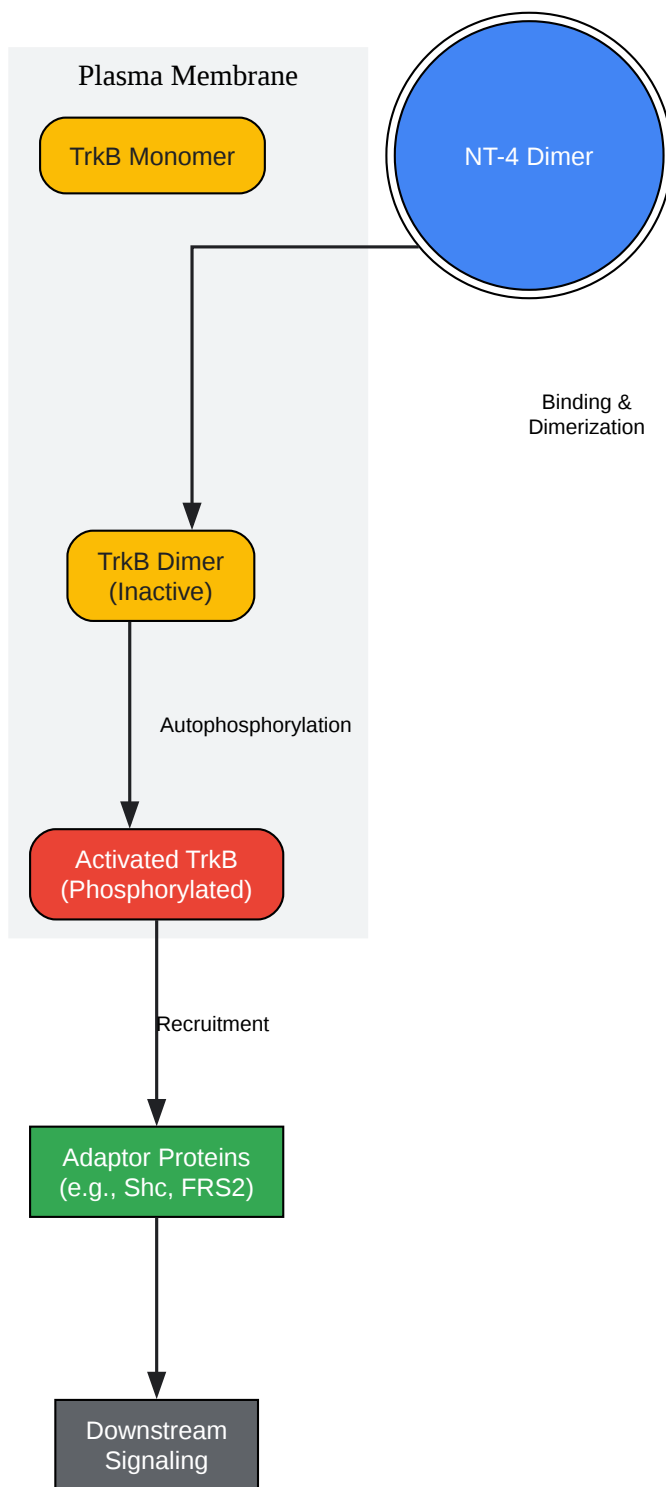 Plasma Membrane
TrkB Monomer
NT-4 Dimer
Binding &
Dimerization
TrkB Dimer
(Inactive)
Autophosphorylation
Activated TrkB
(Phosphorylated)
Recruitment
Adaptor Proteins
(e.g., Shc, FRS2)
Downstream
Signaling